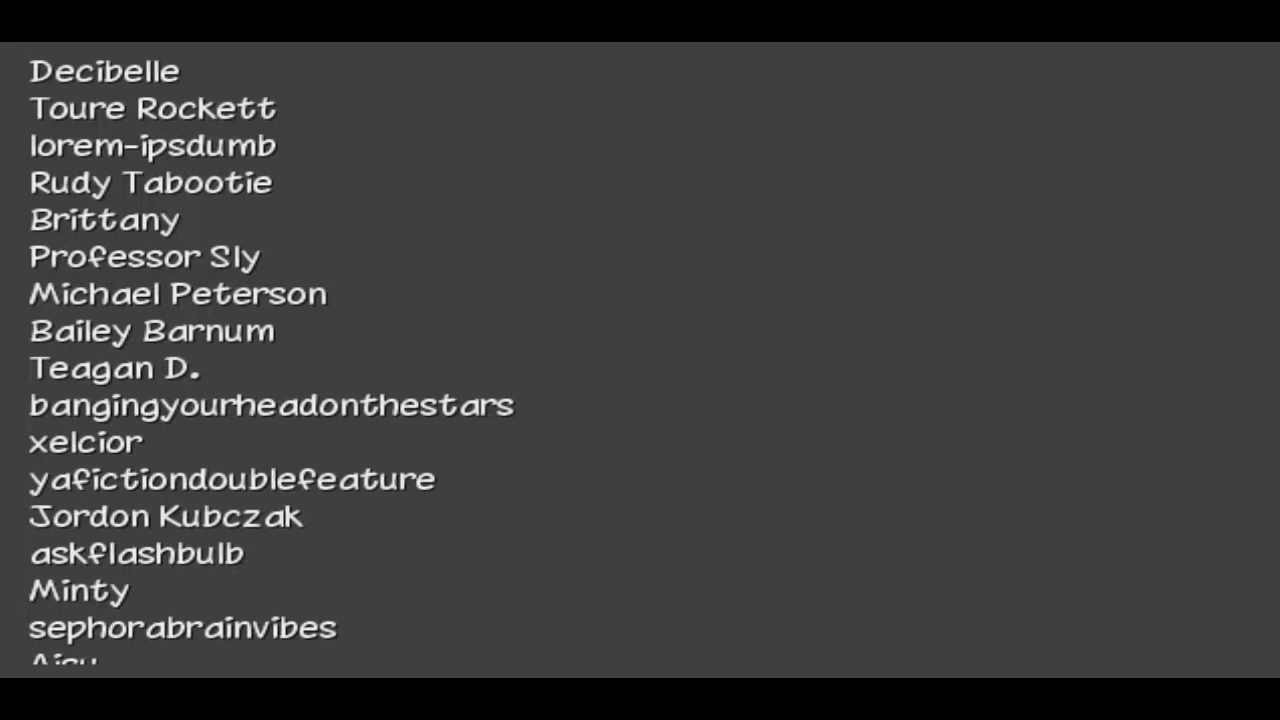 Decibelle
Toure Rockett
lorem-ipsdumb
Rudy Tabootie
Brittany
Professor Sly
Michael Peterson
Bailey Barnum
Teagan D.
bangingyourheadonthestars
xelcior
yafictiondoublefeature
Jordon Kubczak
askflashbulb
Minty
sephorabrainvibes